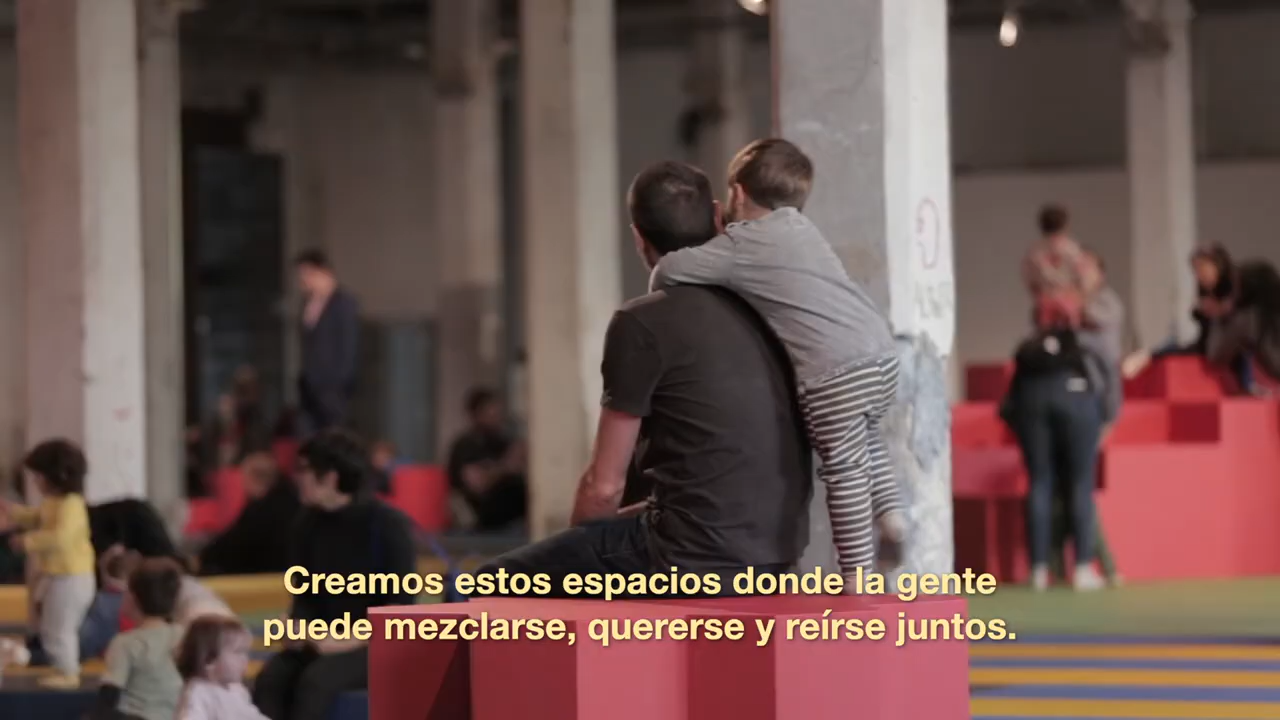 Creamos estos espacios donde la gente
puede mezclarse, quererse y reírse juntos.